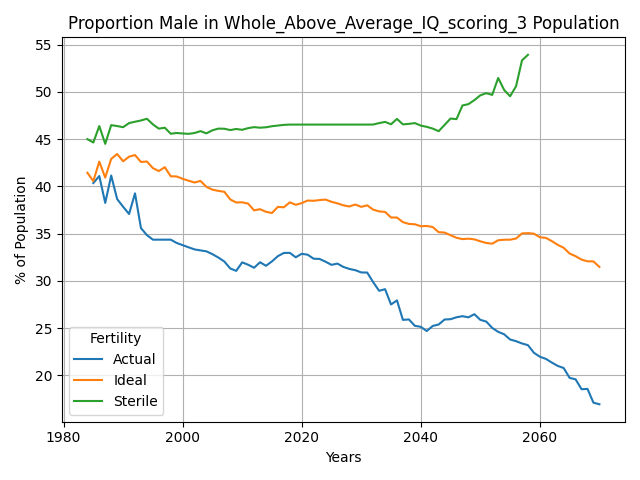 Proportion Male in Whole_Above_Average_IQ_scoring_3 Population
% of Population
55
50
45
40
35
30
25
20
Fertility
Actual
Ideal
Sterile
1980
2000
2020
2040
2060
Years